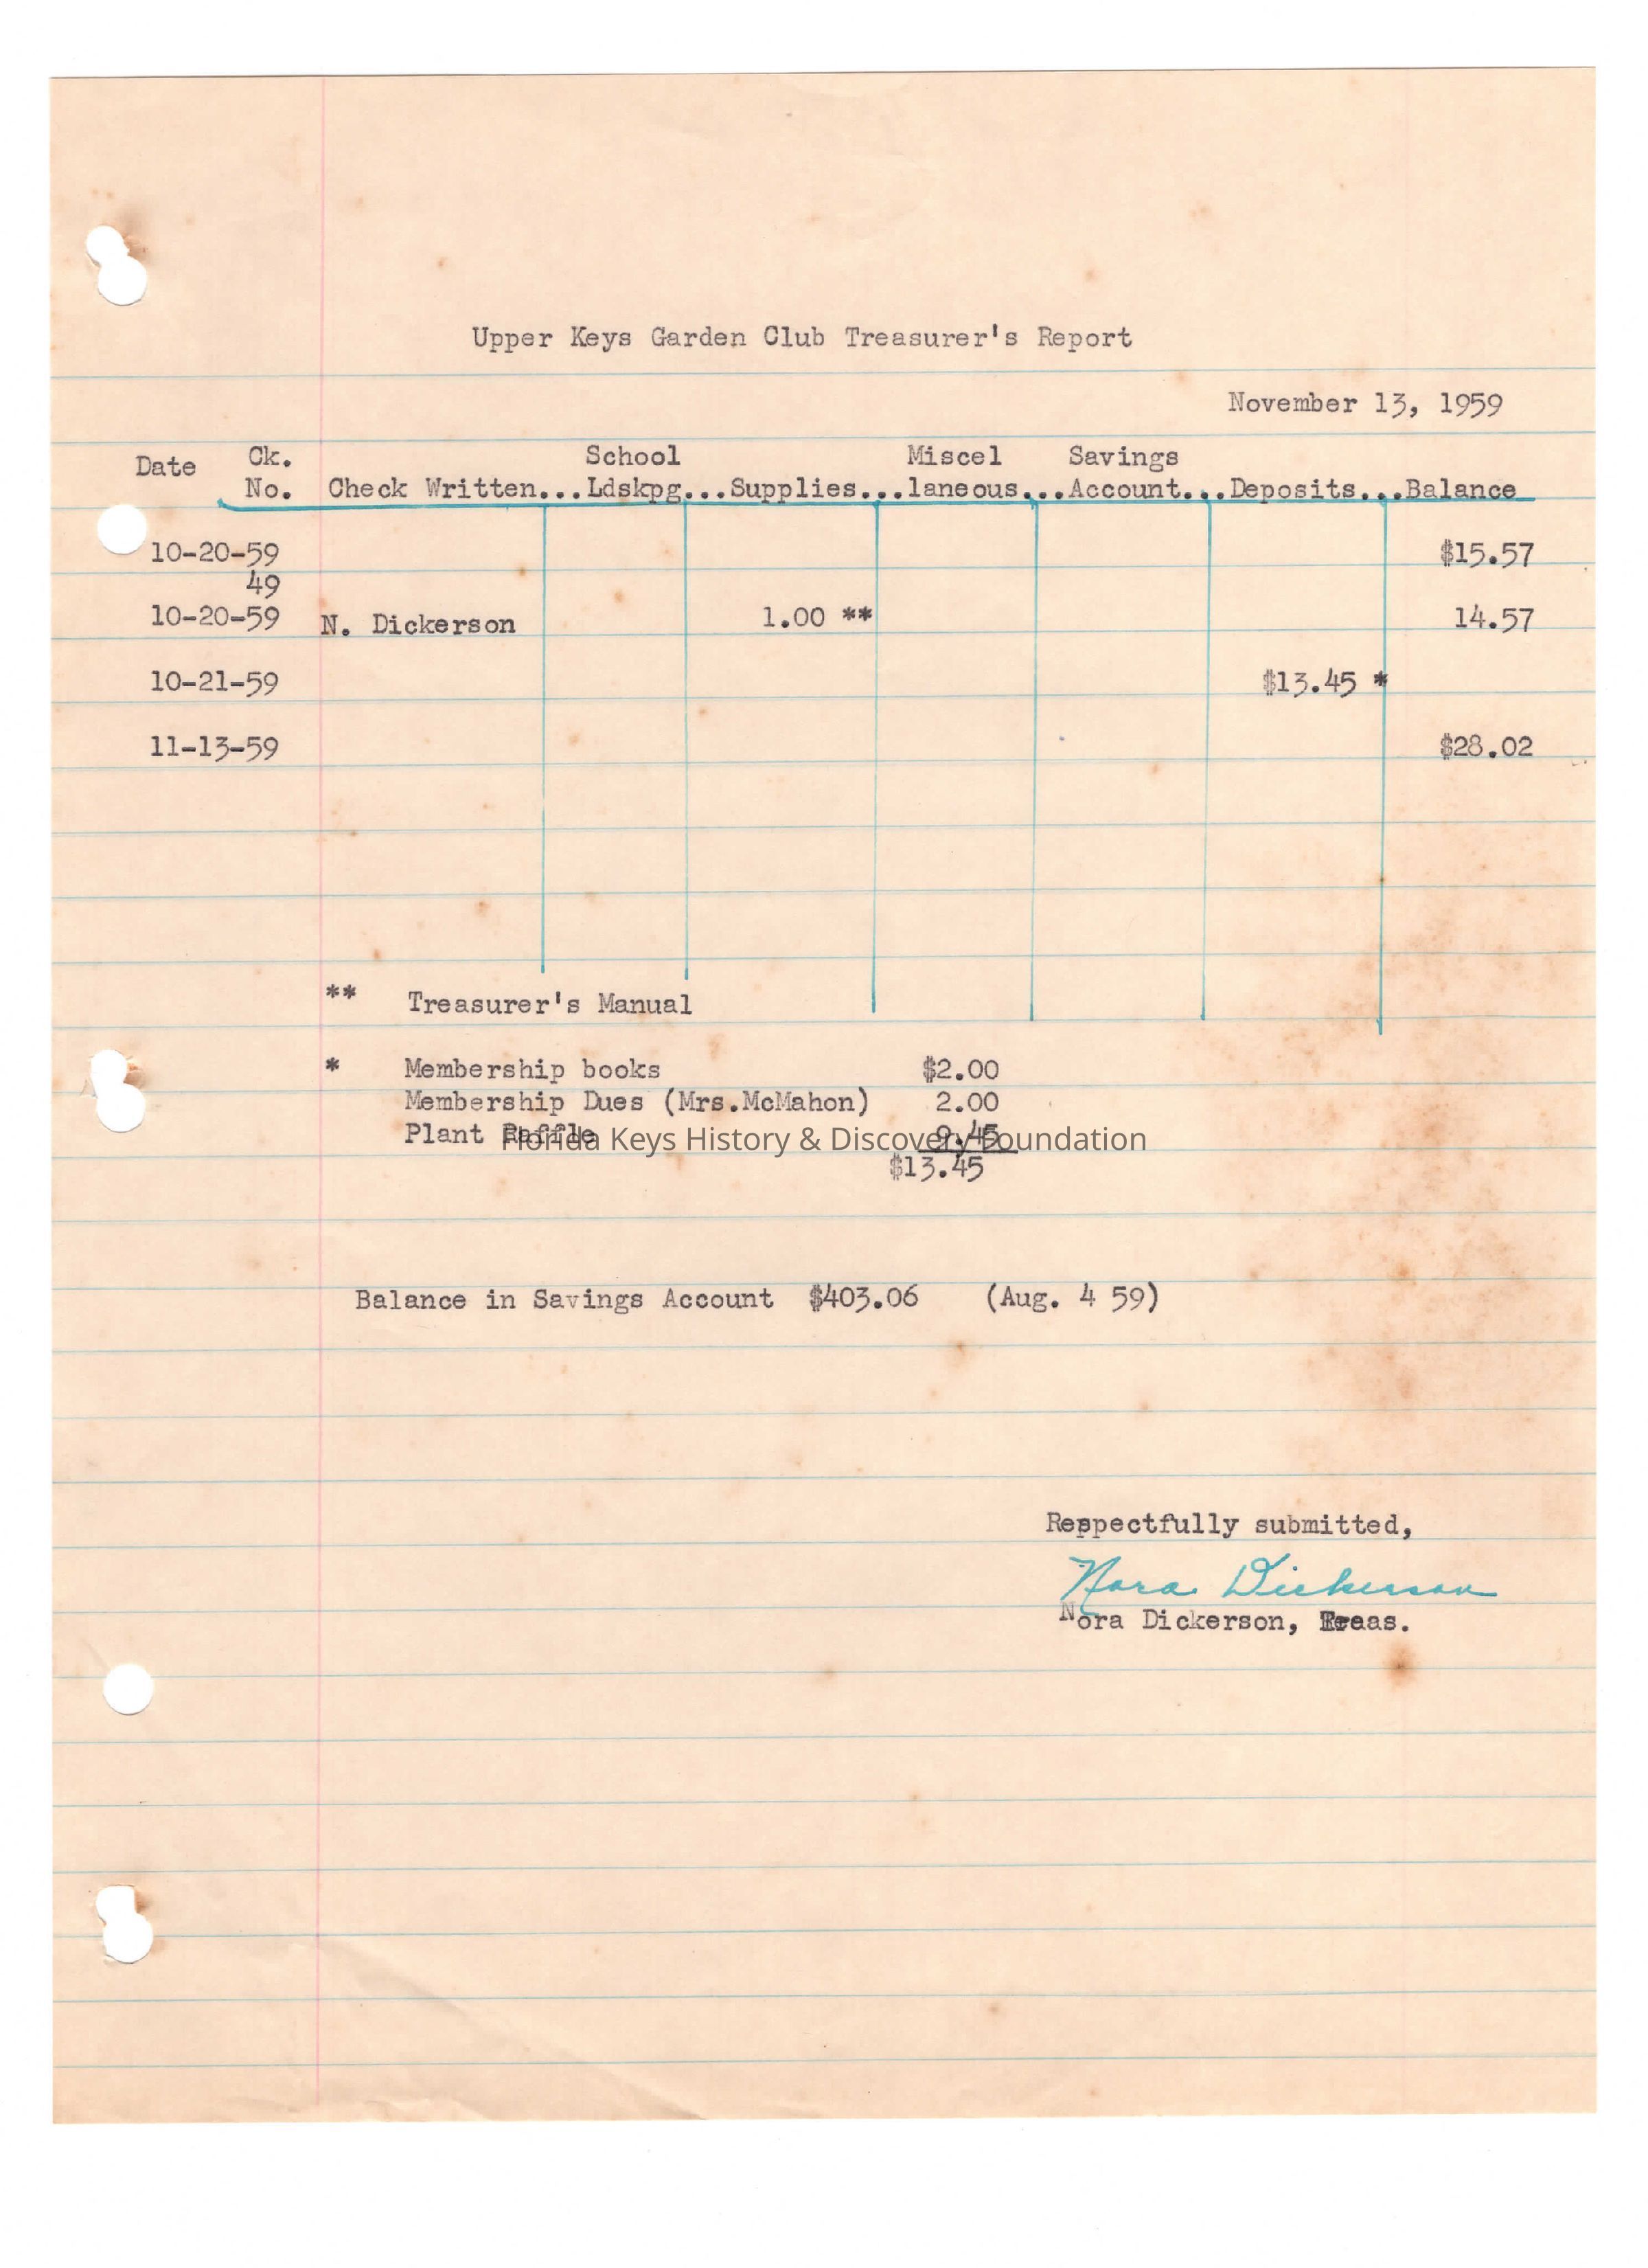 Upper Keys Garden Club Treasurer's Report
November 13, 1959
Ck. School Miscel Savings
Date No. Check Written...Ldskpg...Supplies...laneous...Account...Deposits...Balance
10-20-59 $15.57
49
10-20-59 N. Dickerson 1.00 ** 14.57
10-21-59 $13.45 *
11-13-59 $28.02
** Treasurer's Manual
* Membership books $2.00
Membership Dues (Mrs.McMahon) 2.00
Plant Raffle 9.45
Florida Keys History & Discovery Foundation
$13.45
Balance in Savings Account $403.06 (Aug. 4 59)
Respectfully submitted,
Nora Dickerson
Nora Dickerson, Treas.